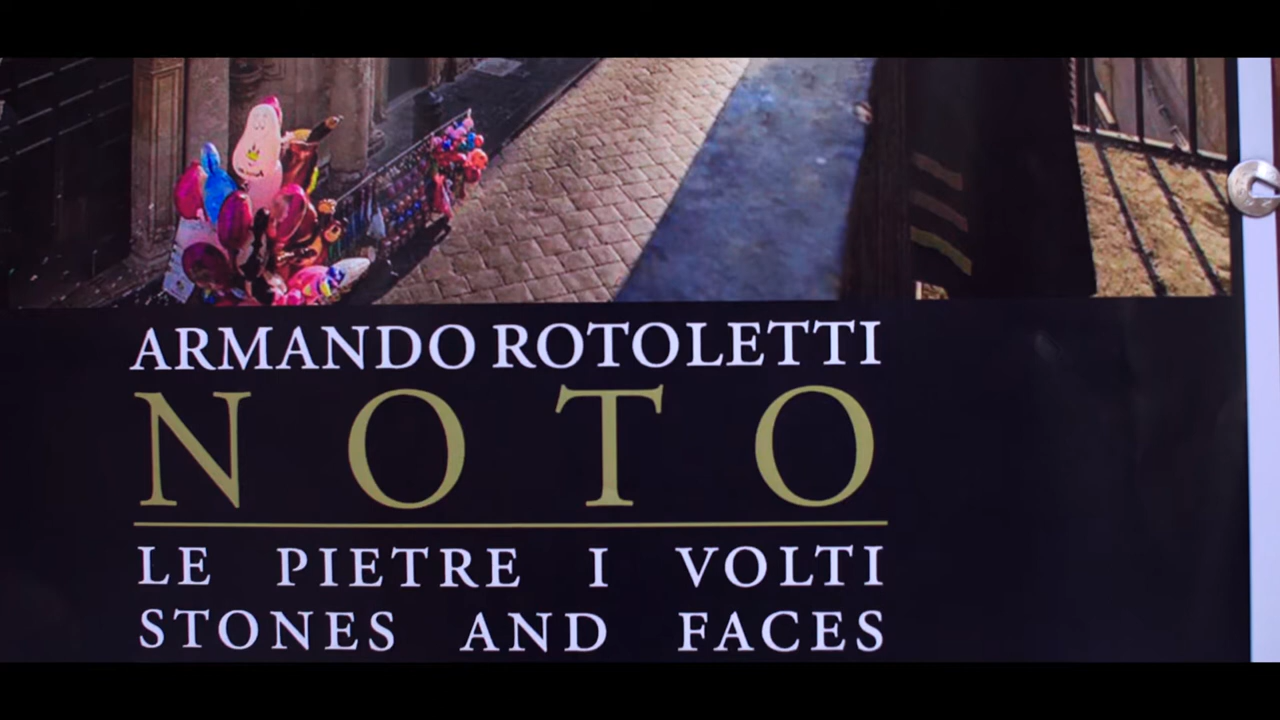 ARMANDO ROTOLETTI
NOTO
LE PIETRE I VOLTI
STONES AND FACES